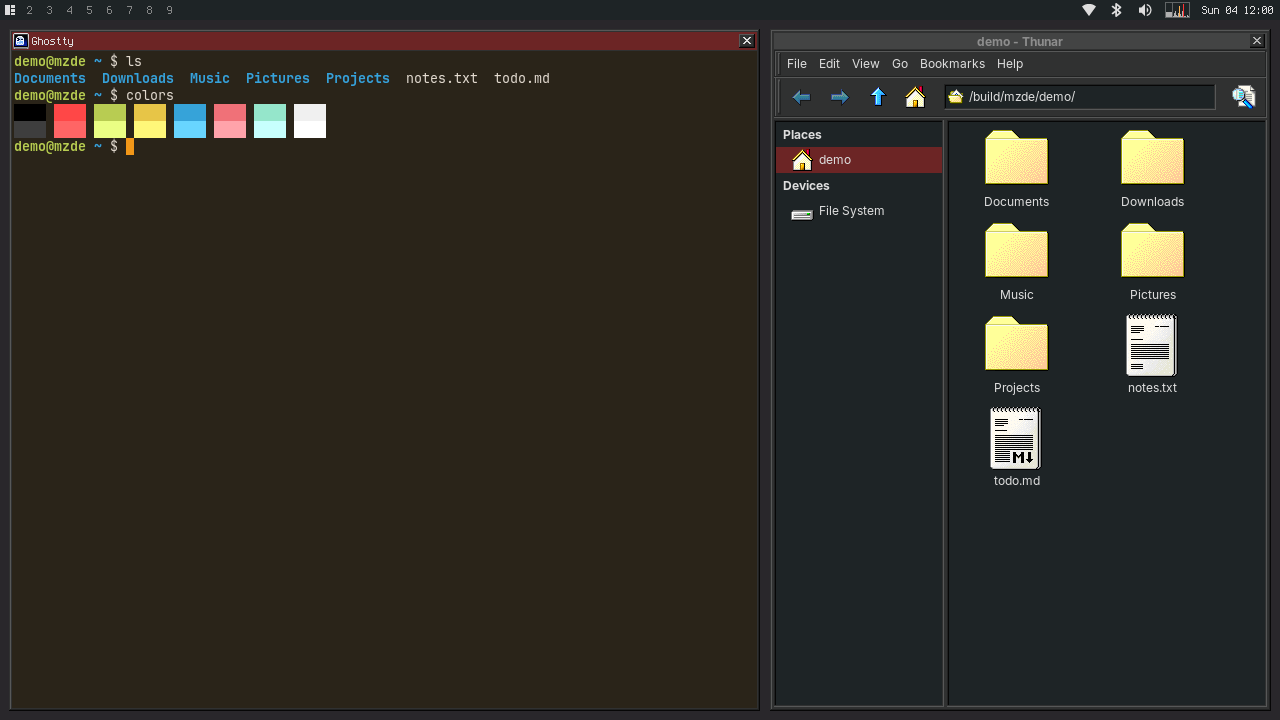 2 3 4 5 6 7 8 9
Sun 04 12:00
Ghostty
demo@mzde ~ $ ls
Documents Downloads Music Pictures Projects notes.txt todo.md
demo@mzde ~ $ colors
demo@mzde ~ $
demo - Thunar
File Edit View Go Bookmarks Help
/build/mzde/demo/
Places
demo
Devices
File System
Documents Downloads
Music Pictures
Projects notes.txt
M
todo.md